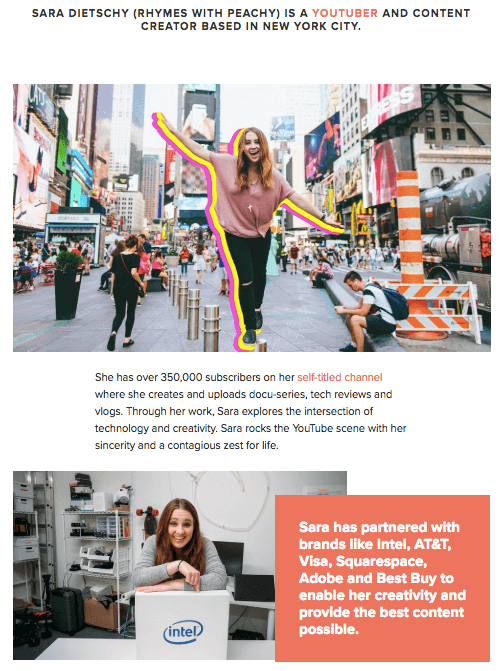 SARA DIETSCHY (RHYMES WITH PEACHY) IS A YOUTUBER AND CONTENT
CREATOR BASED IN NEW YORK CITY.
CATS
She has over 350,000 subscribers on her self-titled channel
where she creates and uploads docu-series, tech reviews and
vlogs. Through her work, Sara explores the intersection of
technology and creativity. Sara rocks the YouTube scene with her
sincerity and a contagious zest for life.
Sara has partnered with
brands like Intel, AT&T,
Visa, Squarespace,
Adobe and Best Buy to
enable her creativity and
provide the best content
possible.
intel